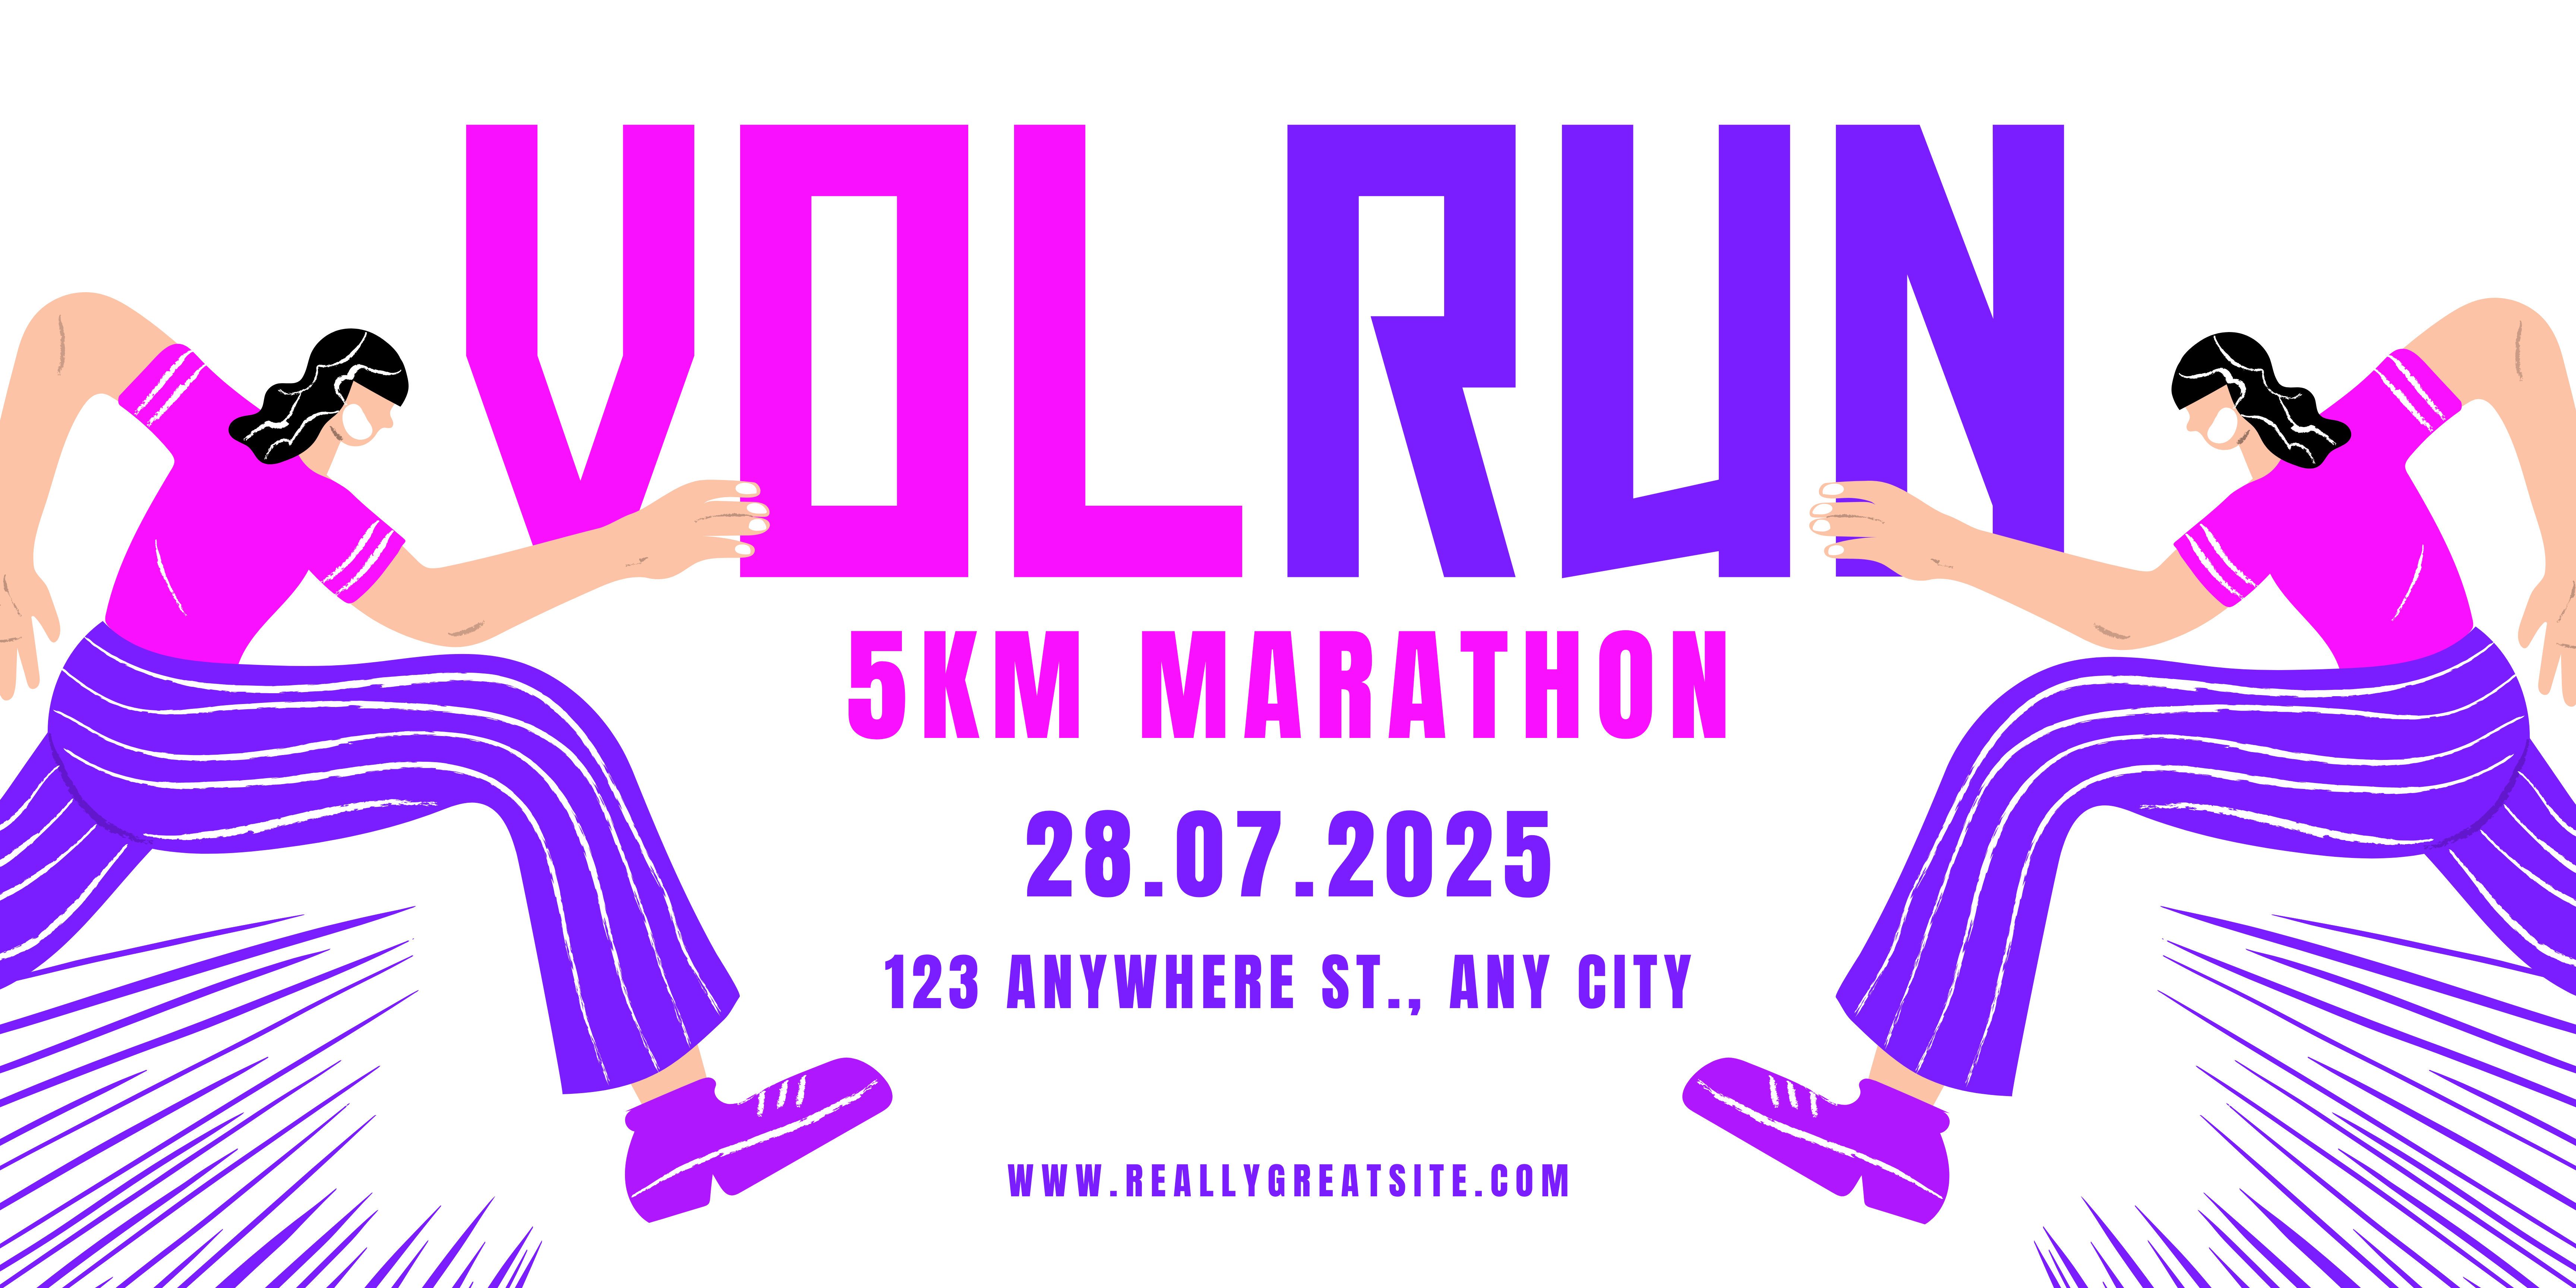 VOLRUN
5KM MARATHON
28.07.2025
123 ANYWHERE ST., ANY CITY
WWW.REALLYGREATSITE.COM